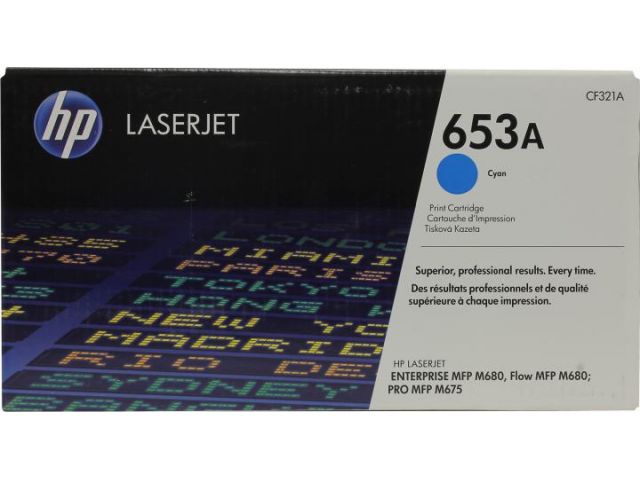 hp
LASERJET
CF321A
653A
Cyan
Print Cartridge
Cartouche d'Impression
Tisková Kazeta
Superior, professional results. Every time.
Des résultats professionnels et de qualité
supérieure à chaque impression.
HP LASERJET
ENTERPRISE MFP M680, Flow MFP M680;
PRO MFP M675
LONDON
MIAMI
PARIS
TOKYO
HONG
NEW
MADRID
RIO DE
SYDNEY